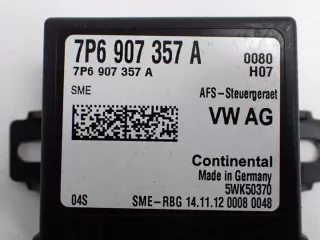 7P6 907 357 A 0080
7P6 907 357 A H07
SME AFS-Steuergeraet
VW AG
Continental
Made in Germany
5WK50370
04S SME-RBG 14.11.12 0008 0048